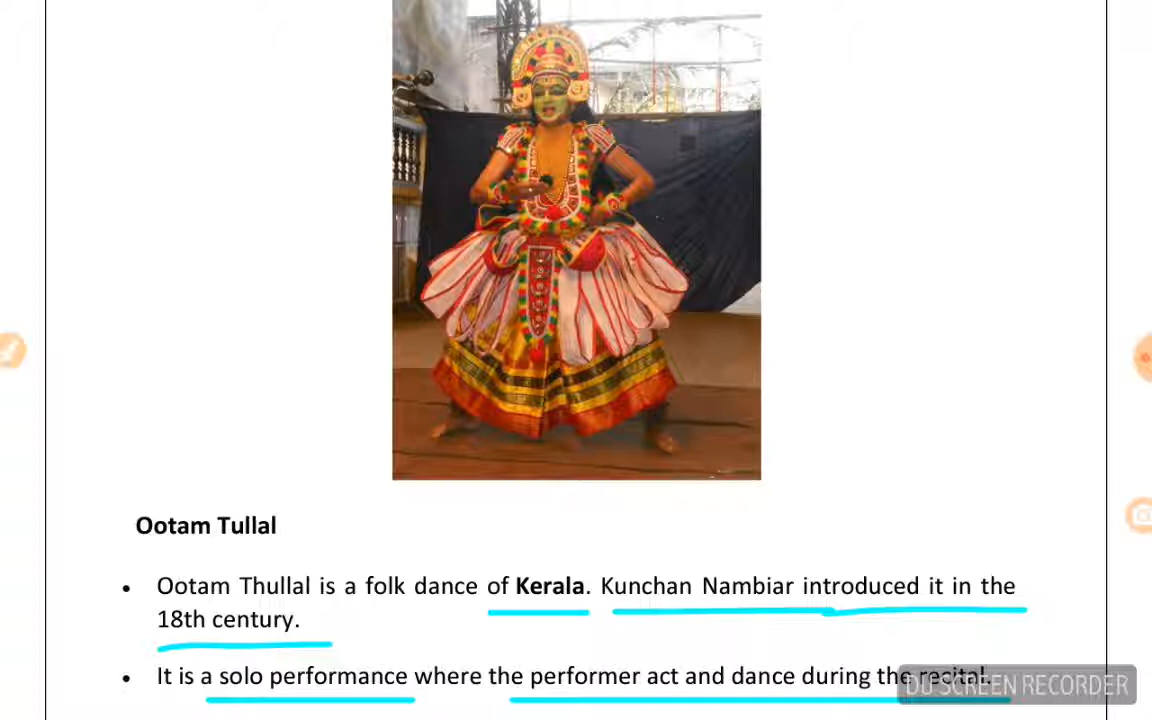 Ootam Tullal
• Ootam Thullal is a folk dance of Kerala. Kunchan Nambiar introduced it in the
18th century.
• It is a solo performance where the performer act and dance during the recital.
DU SCREEN RECORDER